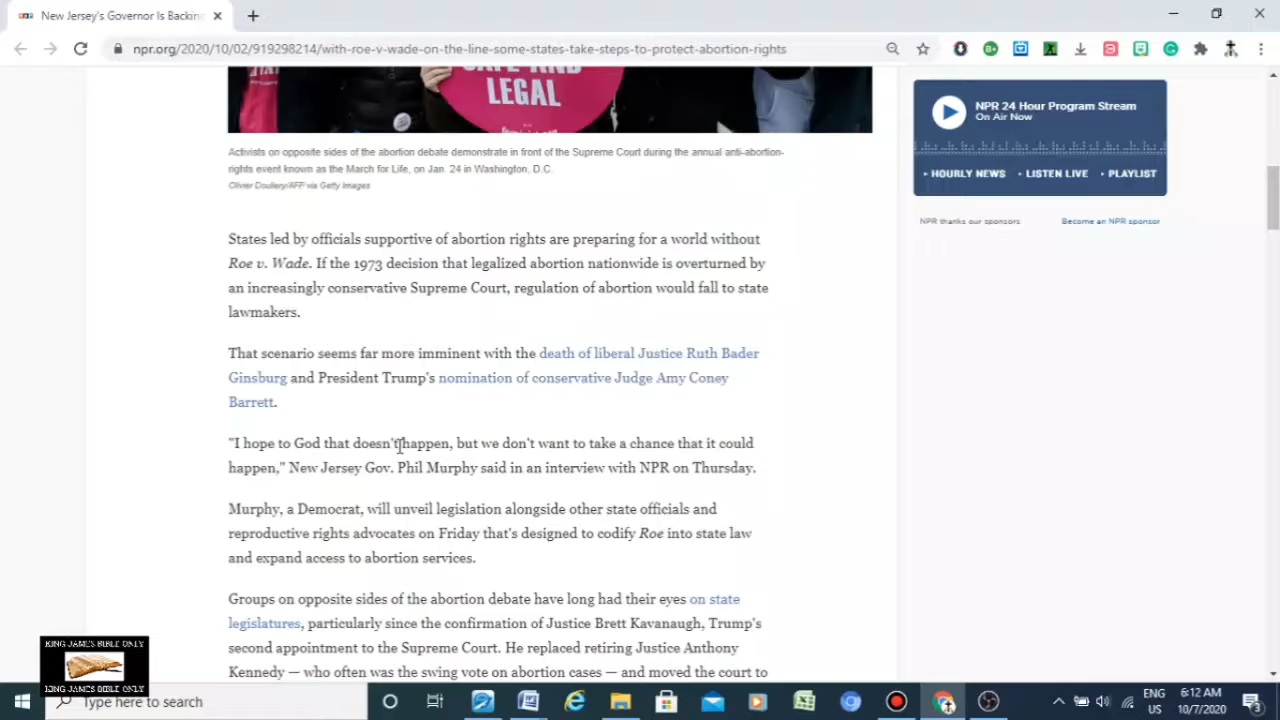 New Jersey's Governor Is Backing
npr.org/2020/10/02/919298214/with-roe-v-wade-on-the-line-some-states-take-steps-to-protect-abortion-rights
SAFE AND
LEGAL
Activists on opposite sides of the abortion debate demonstrate in front of the Supreme Court during the annual anti-abortion-
rights event known as the March for Life, on Jan. 24 in Washington, D.C.
Olivier Douliery/AFP via Getty Images
NPR 24 Hour Program Stream
On Air Now
HOURLY NEWS
LISTEN LIVE
PLAYLIST
NPR thanks our sponsors
Become an NPR sponsor
States led by officials supportive of abortion rights are preparing for a world without
Roe v. Wade. If the 1973 decision that legalized abortion nationwide is overturned by
an increasingly conservative Supreme Court, regulation of abortion would fall to state
lawmakers.
That scenario seems far more imminent with the death of liberal Justice Ruth Bader
Ginsburg and President Trump's nomination of conservative Judge Amy Coney
Barrett.
"I hope to God that doesn't happen, but we don't want to take a chance that it could
happen," New Jersey Gov. Phil Murphy said in an interview with NPR on Thursday.
Murphy, a Democrat, will unveil legislation alongside other state officials and
reproductive rights advocates on Friday that's designed to codify Roe into state law
and expand access to abortion services.
Groups on opposite sides of the abortion debate have long had their eyes on state
legislatures, particularly since the confirmation of Justice Brett Kavanaugh, Trump's
second appointment to the Supreme Court. He replaced retiring Justice Anthony
Kennedy — who often was the swing vote on abortion cases — and moved the court to
KING JAMES BIBLE ONLY
KING JAMES BIBLE ONLY
Type here to search
ENG
US
6:12 AM
10/7/2020
3